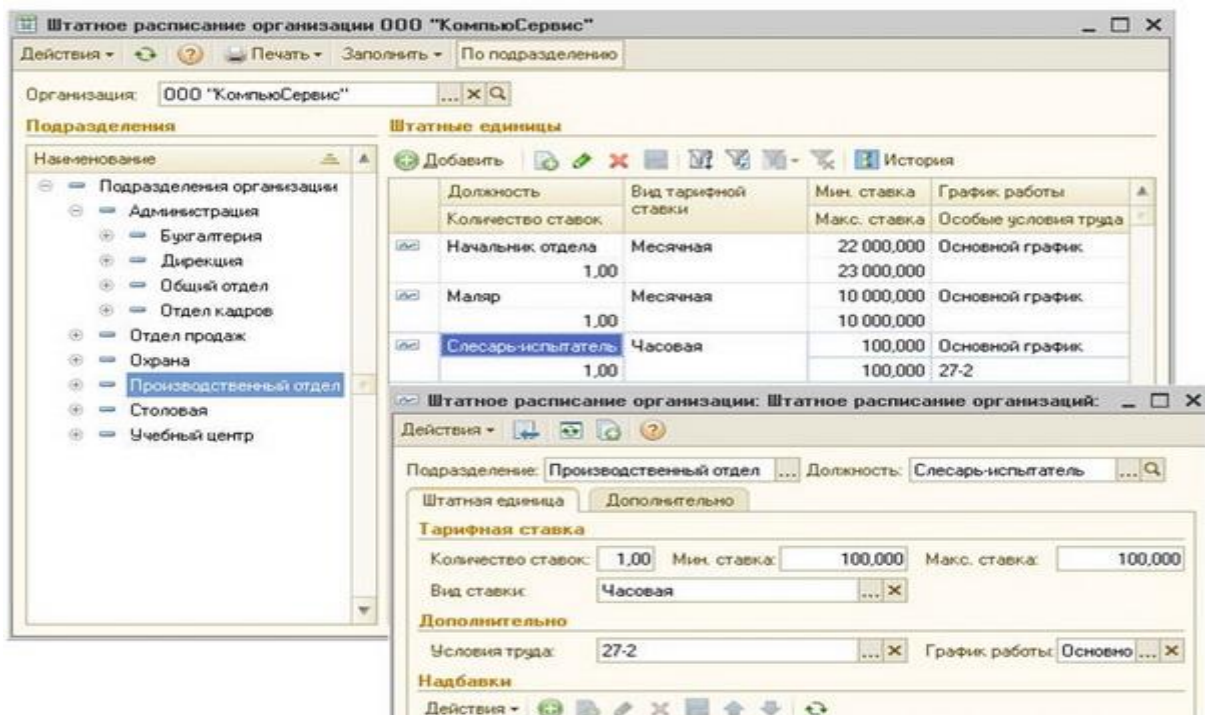 Штатное расписание организации ООО "КомпьюСервис"
Действия Печать Заполнить По подразделению
Организация: ООО "КомпьюСервис" ...
Подразделения
Наименование
Подразделения организации
Администрация
Бухгалтерия
Дирекция
Общий отдел
Отдел кадров
Отдел продаж
Охрана
Производственный отдел
Столовая
Учебный центр
Штатные единицы
Добавить История
Должность Вид тарифной ставки Мин. ставка График работы
Количество ставок Макс. ставка Особые условия труда
Начальник отдела Месячная 22 000,000 Основной график
1,00 23 000,000
Маляр Месячная 10 000,000 Основной график
1,00 10 000,000
Слесарь-испытатель Часовая 100,000 Основной график
1,00 100,000 27-2
Штатное расписание организации: Штатное расписание организаций:
Действия
Подразделение: Производственный отдел ... Должность: Слесарь-испытатель ...
Штатная единица Дополнительно
Тарифная ставка
Количество ставок: 1,00 Мин. ставка: 100,000 Макс. ставка: 100,000
Вид ставки: Часовая ...
Дополнительно
Условия труда: 27-2 ... График работы: Основно ...
Надбавки
Действия